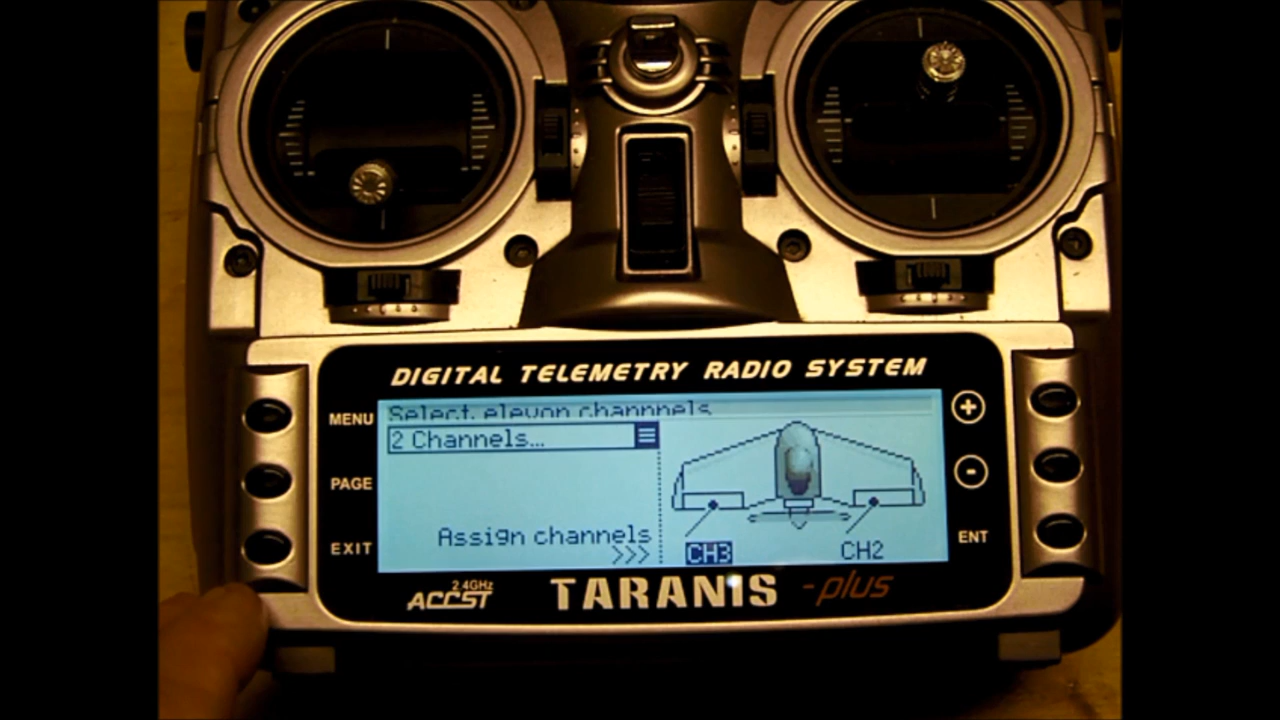 DIGITAL TELEMETRY RADIO SYSTEM
MENU
PAGE
EXIT
Select elevon channnels
2 Channels...
Assign channels
>>>
CH3
CH2
+
-
ENT
2.4GHz
ACCST
TARANIS -plus